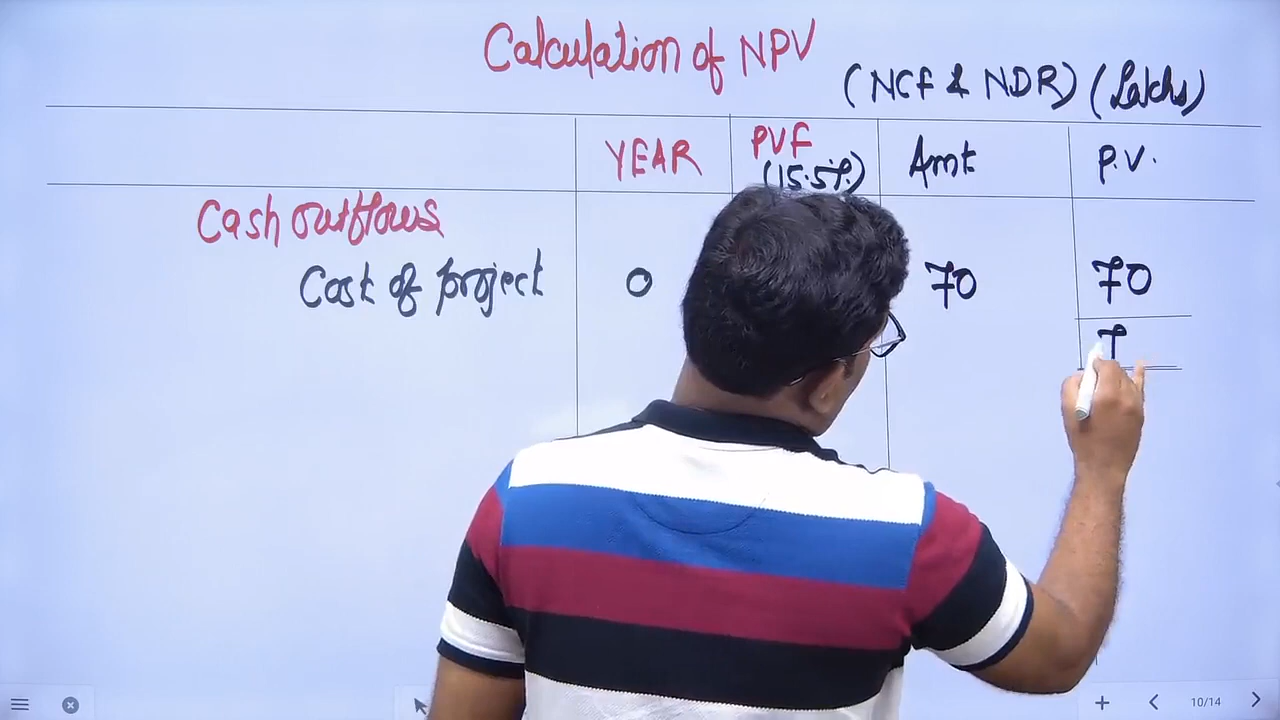 Calculation of NPV
(NCF & NDR) (Lakhs)
YEAR PVF (15.5%) Amt P.V.
Cash outflows
Cost of project 0 70 70
7
10/14